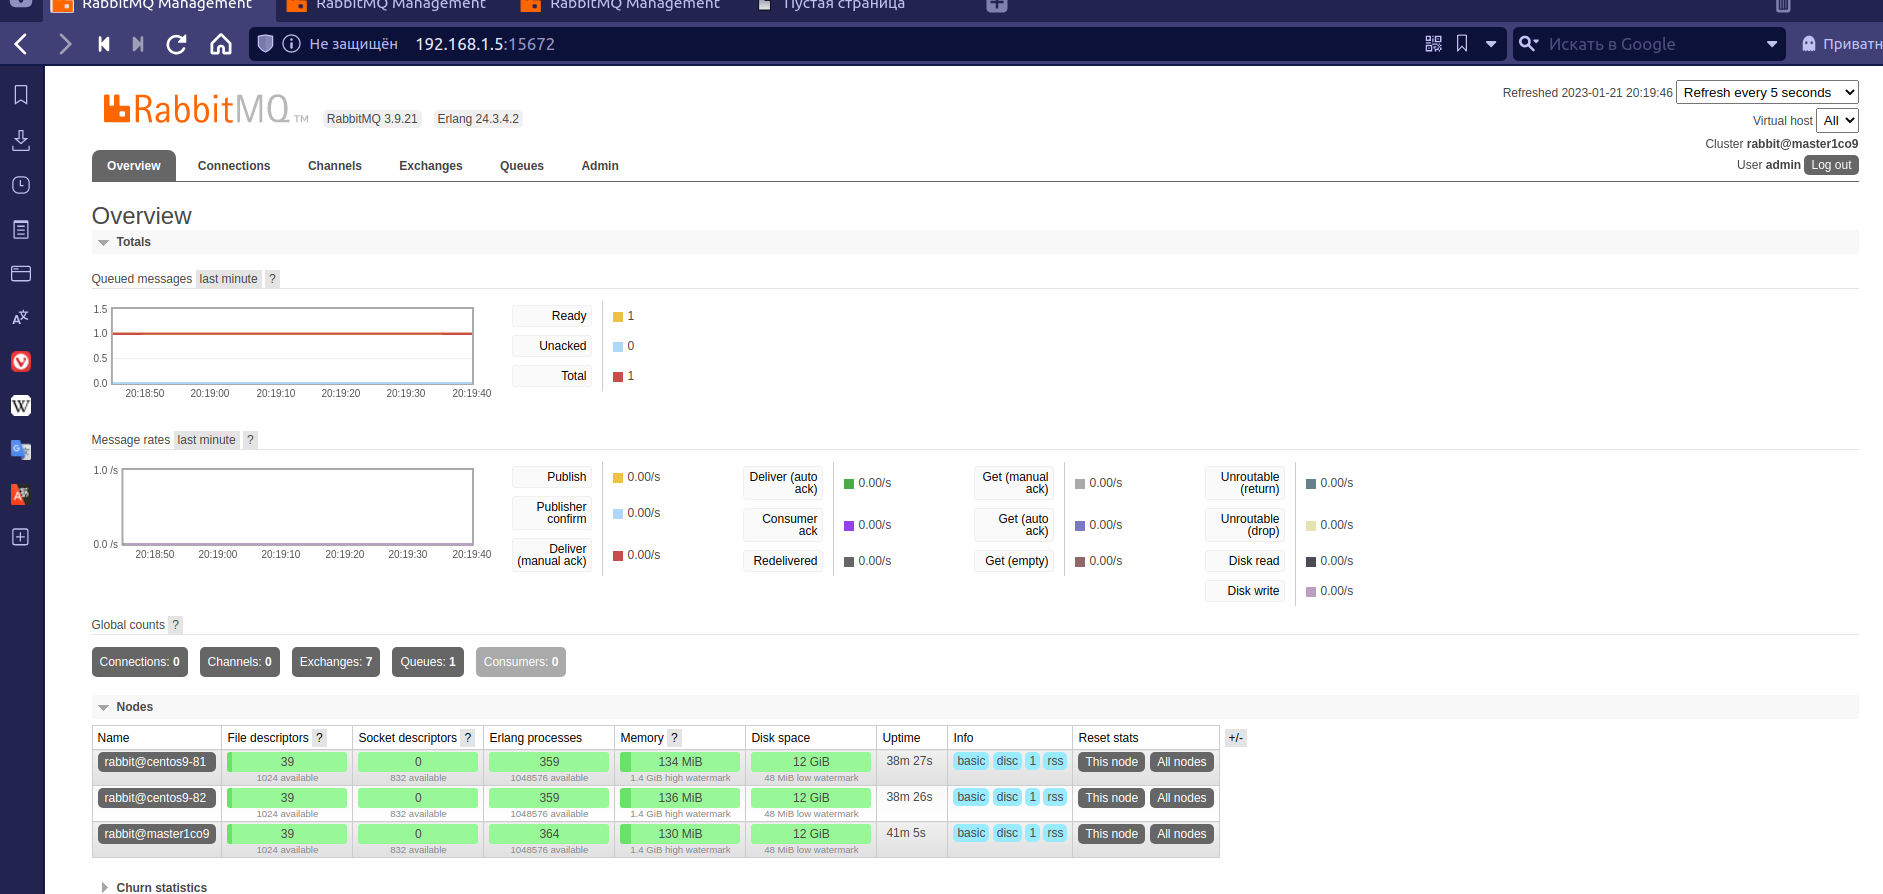 RabbitMQ Management RabbitMQ Management RabbitMQ Management Пустая страница
Не защищён 192.168.1.5:15672 Искать в Google Приватн
RabbitMQ TM RabbitMQ 3.9.21 Erlang 24.3.4.2
Refreshed 2023-01-21 20:19:46 Refresh every 5 seconds
Virtual host All
Cluster rabbit@master1co9
User admin Log out
Overview Connections Channels Exchanges Queues Admin
Overview
Totals
Queued messages last minute ?
1.5
1.0
0.5
0.0
20:18:50 20:19:00 20:19:10 20:19:20 20:19:30 20:19:40
Ready 1
Unacked 0
Total 1
Message rates last minute ?
1.0 /s
0.0 /s
20:18:50 20:19:00 20:19:10 20:19:20 20:19:30 20:19:40
Publish 0.00/s
Publisher confirm 0.00/s
Deliver (manual ack) 0.00/s
Deliver (auto ack) 0.00/s
Consumer ack 0.00/s
Redelivered 0.00/s
Get (manual ack) 0.00/s
Get (auto ack) 0.00/s
Get (empty) 0.00/s
Unroutable (return) 0.00/s
Unroutable (drop) 0.00/s
Disk read 0.00/s
Disk write 0.00/s
Global counts ?
Connections: 0 Channels: 0 Exchanges: 7 Queues: 1 Consumers: 0
Nodes
Name File descriptors ? Socket descriptors ? Erlang processes Memory ? Disk space Uptime Info Reset stats +/-
rabbit@centos9-81 39 0 359 134 MiB 12 GiB 38m 27s basic disc 1 rss This node All nodes
1024 available 832 available 1048576 available 1.4 GiB high watermark 48 MiB low watermark
rabbit@centos9-82 39 0 359 136 MiB 12 GiB 38m 26s basic disc 1 rss This node All nodes
1024 available 832 available 1048576 available 1.4 GiB high watermark 48 MiB low watermark
rabbit@master1co9 39 0 364 130 MiB 12 GiB 41m 5s basic disc 1 rss This node All nodes
1024 available 832 available 1048576 available 1.4 GiB high watermark 48 MiB low watermark
Churn statistics